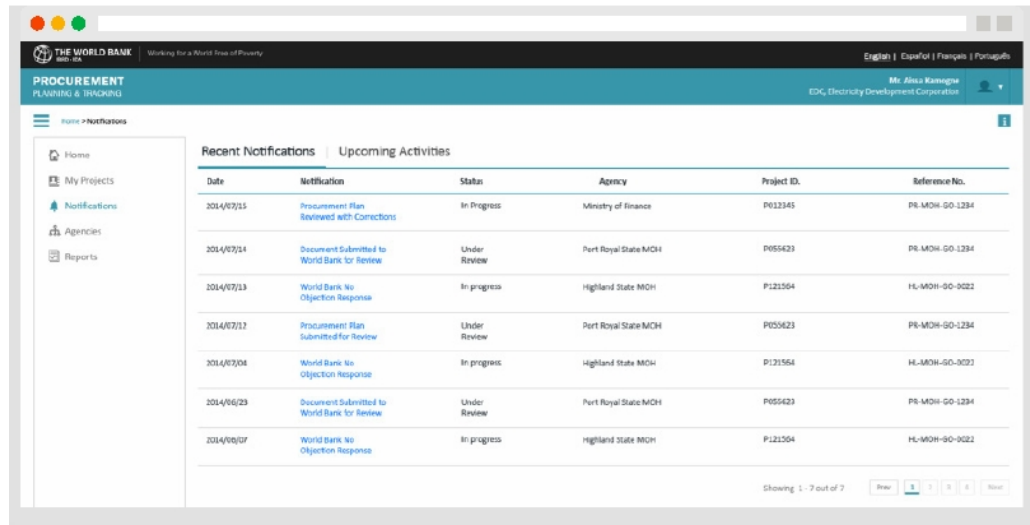 THE WORLD BANK
IBRD · IDA
Working for a World Free of Poverty
English | Español | Français | Português
PROCUREMENT
PLANNING & TRACKING
EDC, Electricity Development Corporation
Home > Notifications
Home
My Projects
Notifications
Agencies
Reports
Recent Notifications | Upcoming Activities
Date Notification Status Agency Project ID. Reference No.
2014/07/15 Procurement Plan In Progress Ministry of Finance P012345 PR-MOH-GO-1234
Reviewed with Corrections
2014/07/14 Document Submitted to Under Port Royal State MOH P055623 PR-MOH-GO-1234
World Bank for Review Review
2014/07/13 World Bank No In progress Highland State MOH P121564 HL-MOH-GO-0022
Objection Response
2014/07/12 Procurement Plan Under Port Royal State MOH P055623 PR-MOH-GO-1234
Submitted for Review Review
2014/07/04 World Bank No In progress Highland State MOH P121564 HL-MOH-GO-0022
Objection Response
2014/06/23 Document Submitted to Under Port Royal State MOH P055623 PR-MOH-GO-1234
World Bank for Review Review
2014/06/07 World Bank No In progress Highland State MOH P121564 HL-MOH-GO-0022
Objection Response
Showing 1 - 7 out of 7 Prev 1 2 3 4 Next